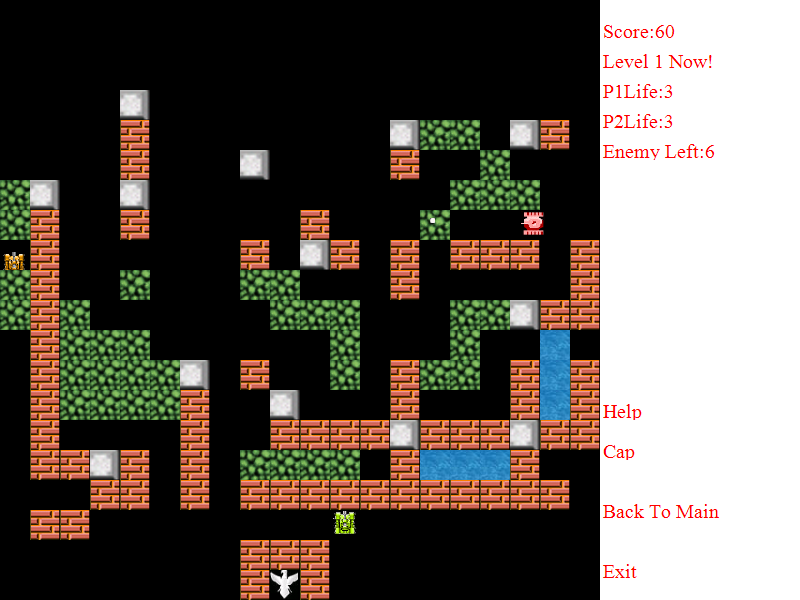 Score:60
Level 1 Now!
P1Life:3
P2Life:3
Enemy Left:6
Help
Cap
Back To Main
Exit